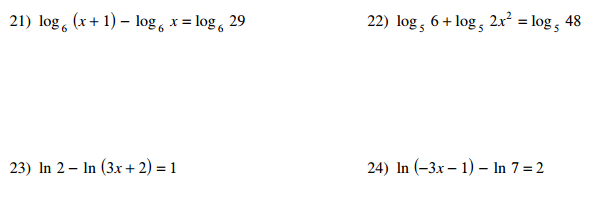 21) log₆ (x + 1) − log₆ x = log₆ 29
22) log₅ 6 + log₅ 2x² = log₅ 48
23) ln 2 − ln (3x + 2) = 1
24) ln (−3x − 1) − ln 7 = 2